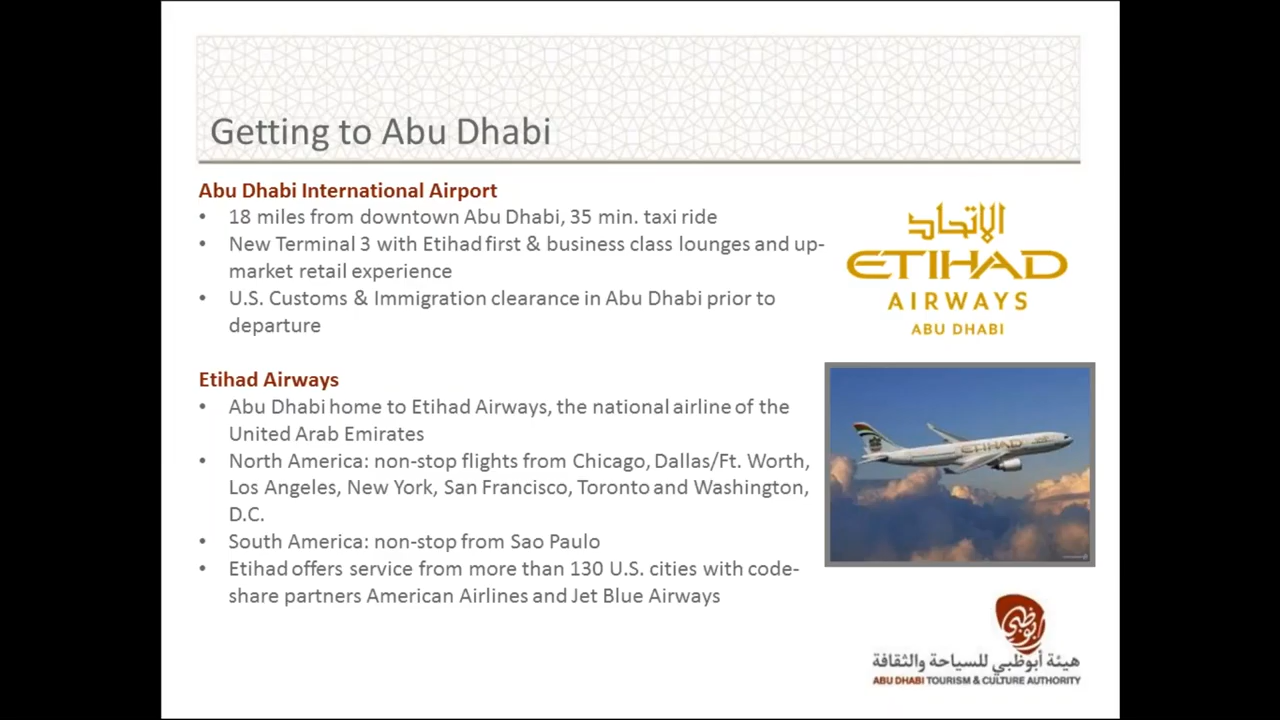 Getting to Abu Dhabi
Abu Dhabi International Airport
• 18 miles from downtown Abu Dhabi, 35 min. taxi ride
• New Terminal 3 with Etihad first & business class lounges and up-
market retail experience
• U.S. Customs & Immigration clearance in Abu Dhabi prior to
departure
Etihad Airways
• Abu Dhabi home to Etihad Airways, the national airline of the
United Arab Emirates
• North America: non-stop flights from Chicago, Dallas/Ft. Worth,
Los Angeles, New York, San Francisco, Toronto and Washington,
D.C.
• South America: non-stop from Sao Paulo
• Etihad offers service from more than 130 U.S. cities with code-
share partners American Airlines and Jet Blue Airways
الإتحاد
ETIHAD
AIRWAYS
ABU DHABI
ETIHAD
أبوظبي
هيئة أبوظبي للسياحة والثقافة
ABU DHABI TOURISM & CULTURE AUTHORITY